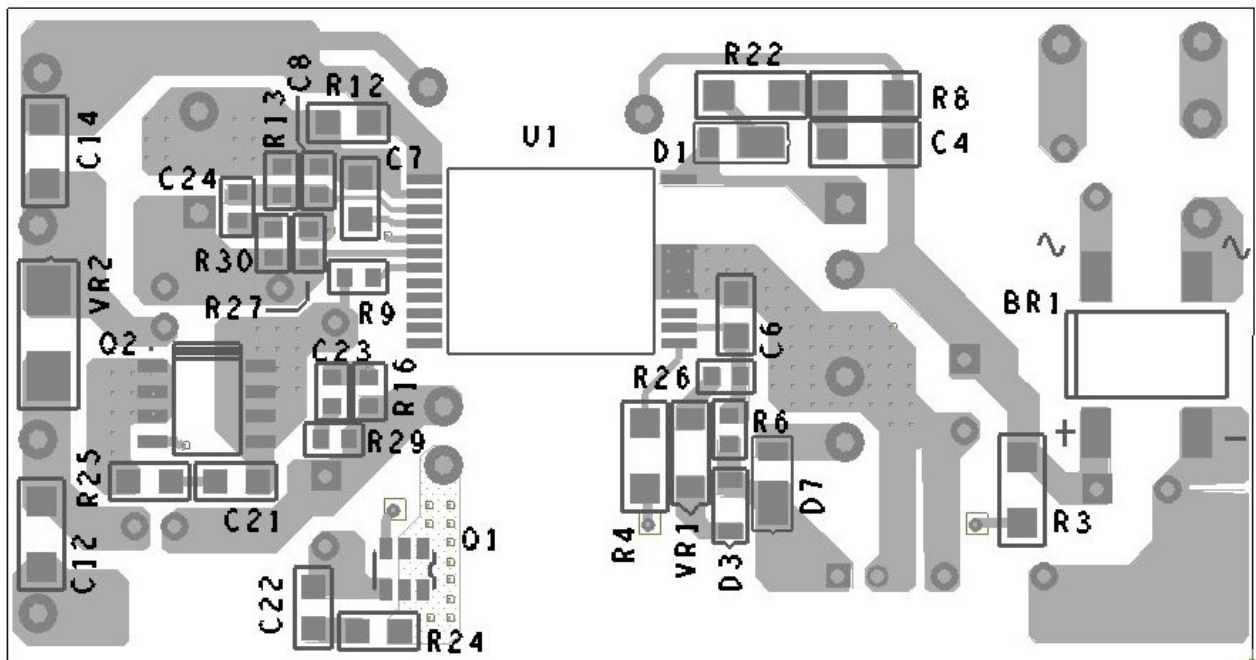 R22
C8
R12
R8
R13
C14
U1
D1
C4
C7
C24
R30
VR2
R27
R9
BR1
Q2
C23
C6
R26
R16
R6
R29
+
-
R25
C21
D7
R4
VR1
D3
R3
Q1
C12
C22
R24